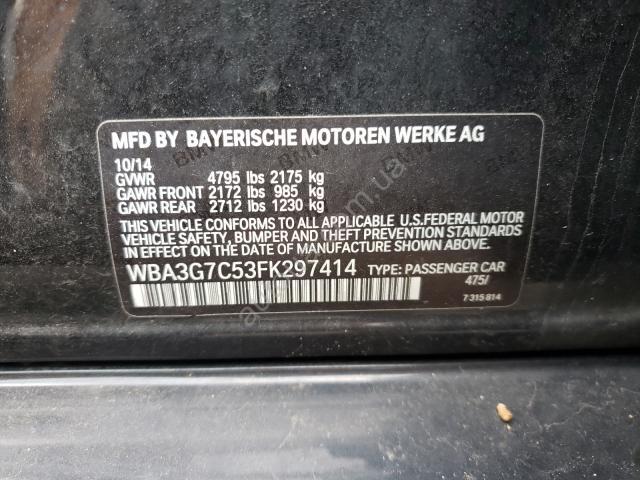 MFD BY BAYERISCHE MOTOREN WERKE AG
10/14
GVWR 4795 lbs 2175 kg
GAWR FRONT 2172 lbs 985 kg
GAWR REAR 2712 lbs 1230 kg
THIS VEHICLE CONFORMS TO ALL APPLICABLE U.S.FEDERAL MOTOR
VEHICLE SAFETY, BUMPER AND THEFT PREVENTION STANDARDS
IN EFFECT ON THE DATE OF MANUFACTURE SHOWN ABOVE.
WBA3G7C53FK297414 TYPE: PASSENGER CAR
475/
7 315 814